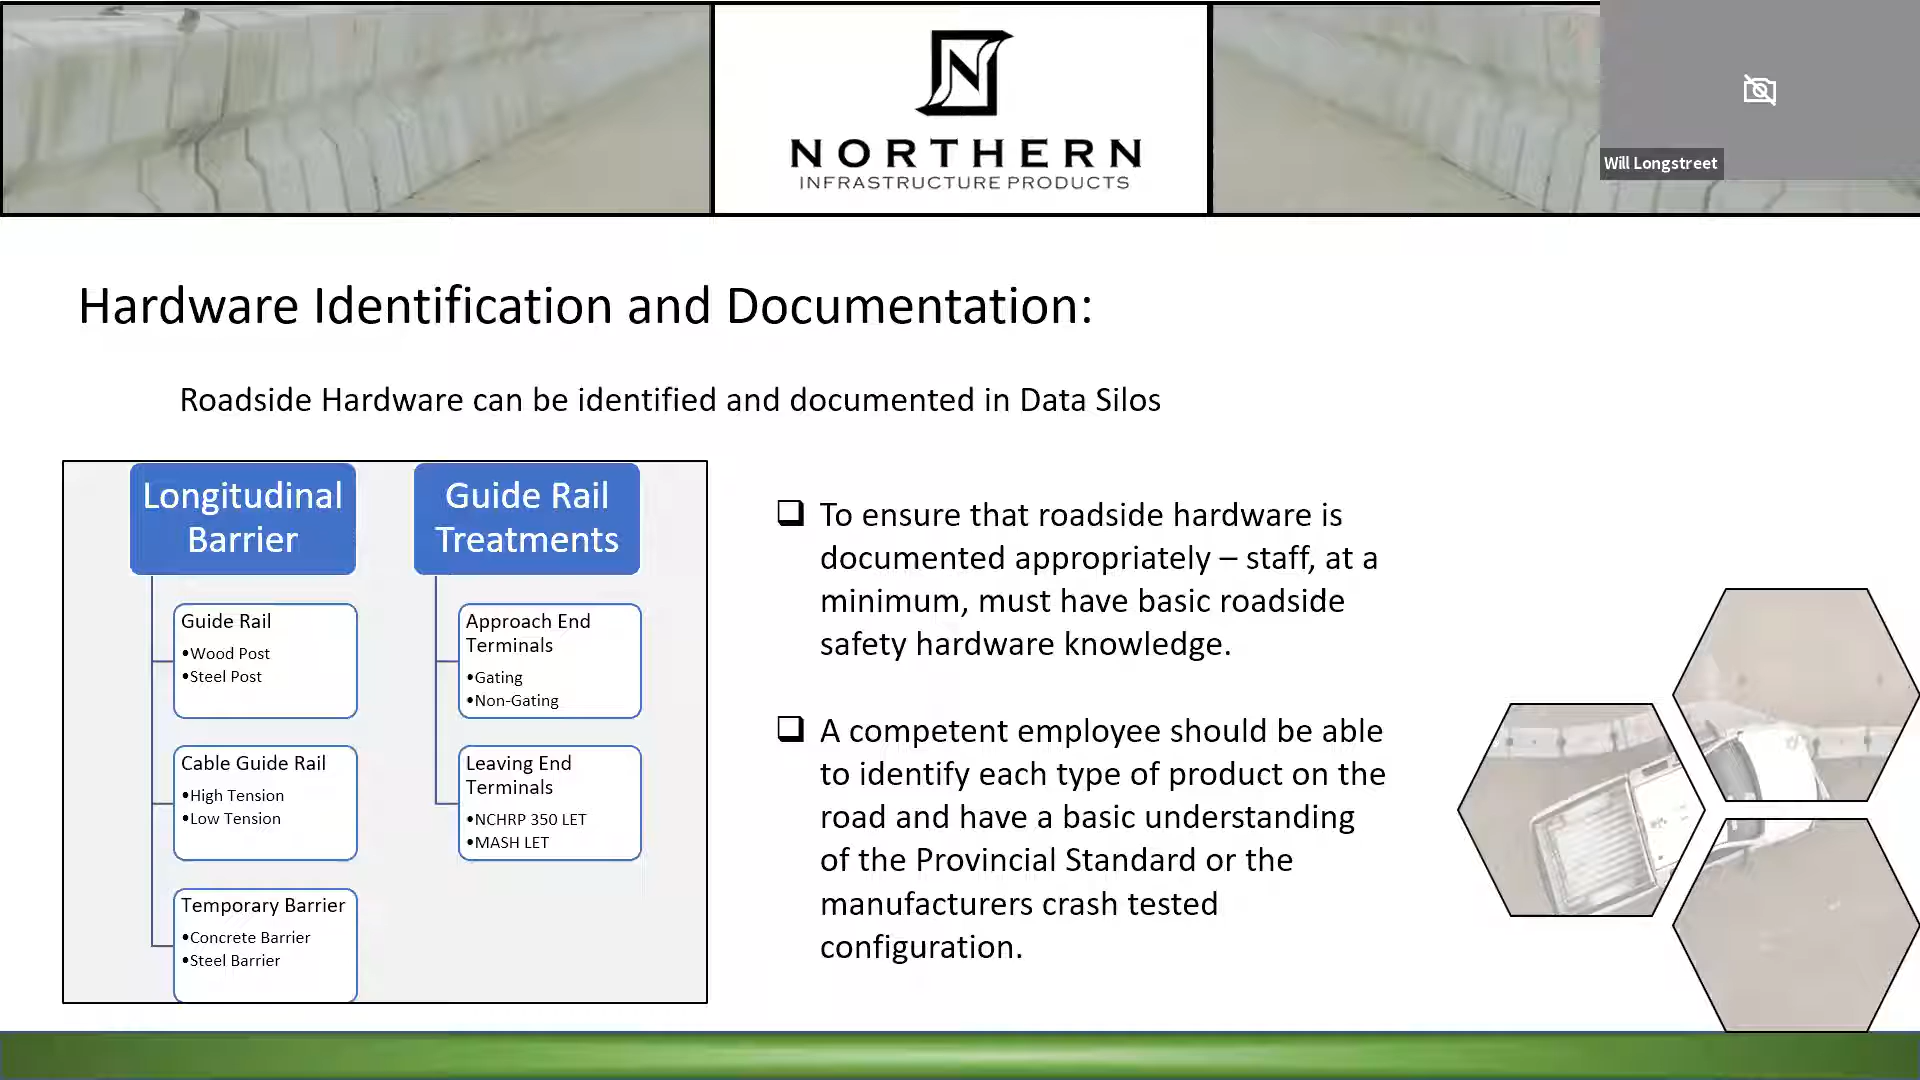 N
NORTHERN
INFRASTRUCTURE PRODUCTS
Will Longstreet
Hardware Identification and Documentation:
Roadside Hardware can be identified and documented in Data Silos
Longitudinal
Barrier
Guide Rail
•Wood Post
•Steel Post
Cable Guide Rail
•High Tension
•Low Tension
Temporary Barrier
•Concrete Barrier
•Steel Barrier
Guide Rail
Treatments
Approach End
Terminals
•Gating
•Non-Gating
Leaving End
Terminals
•NCHRP 350 LET
•MASH LET
❑ To ensure that roadside hardware is
documented appropriately – staff, at a
minimum, must have basic roadside
safety hardware knowledge.
❑ A competent employee should be able
to identify each type of product on the
road and have a basic understanding
of the Provincial Standard or the
manufacturers crash tested
configuration.